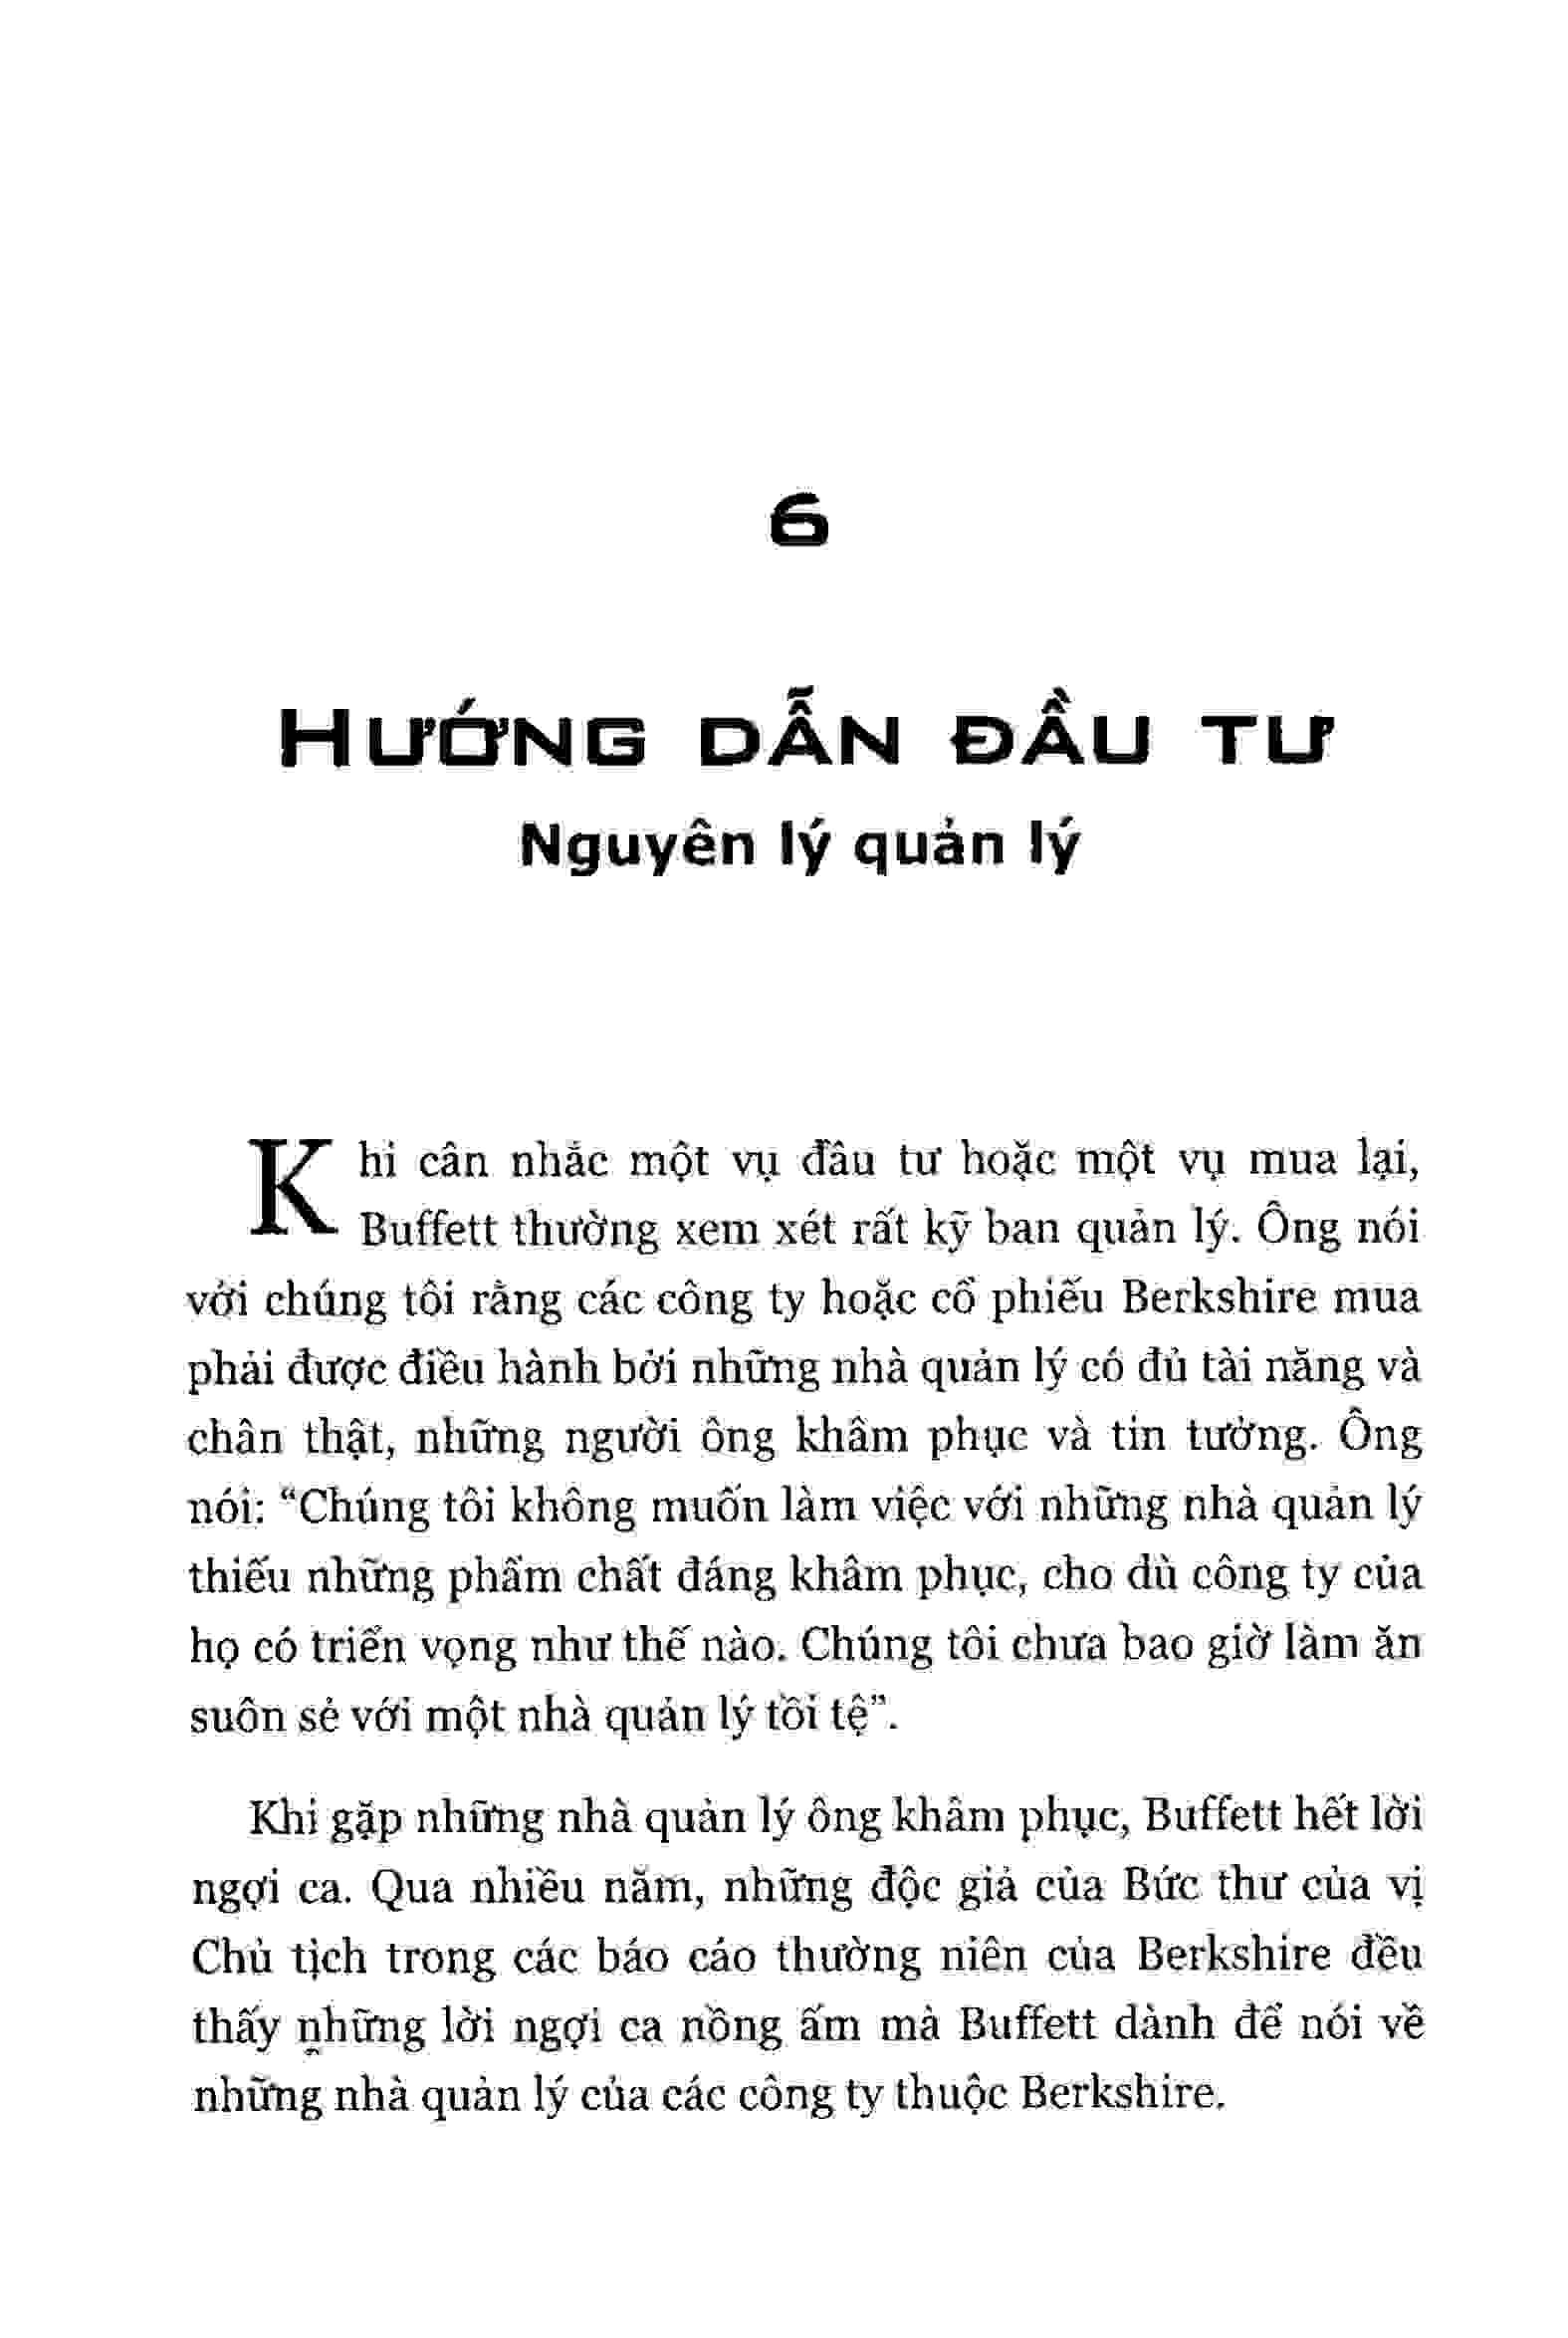 6
HƯỚNG DẪN ĐẦU TƯ
Nguyên lý quản lý
Khi cân nhắc một vụ đầu tư hoặc một vụ mua lại,
Buffett thường xem xét rất kỹ ban quản lý. Ông nói
với chúng tôi rằng các công ty hoặc cổ phiếu Berkshire mua
phải được điều hành bởi những nhà quản lý có đủ tài năng và
chân thật, những người ông khâm phục và tin tưởng. Ông
nói: “Chúng tôi không muốn làm việc với những nhà quản lý
thiếu những phẩm chất đáng khâm phục, cho dù công ty của
họ có triển vọng như thế nào. Chúng tôi chưa bao giờ làm ăn
suôn sẻ với một nhà quản lý tồi tệ”.
Khi gặp những nhà quản lý ông khâm phục, Buffett hết lời
ngợi ca. Qua nhiều năm, những độc giả của Bức thư của vị
Chủ tịch trong các báo cáo thường niên của Berkshire đều
thấy những lời ngợi ca nồng ấm mà Buffett dành để nói về
những nhà quản lý của các công ty thuộc Berkshire.